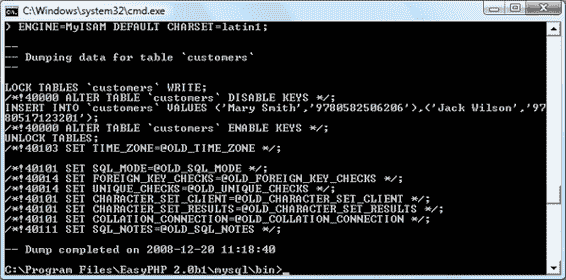 C:\Windows\system32\cmd.exe
) ENGINE=MyISAM DEFAULT CHARSET=latin1;
--
-- Dumping data for table `customers`
--
LOCK TABLES `customers` WRITE;
/*!40000 ALTER TABLE `customers` DISABLE KEYS */;
INSERT INTO `customers` VALUES ('Mary Smith','9780582506206'),('Jack Wilson','97
80517123201');
/*!40000 ALTER TABLE `customers` ENABLE KEYS */;
UNLOCK TABLES;
/*!40103 SET TIME_ZONE=@OLD_TIME_ZONE */;
/*!40101 SET SQL_MODE=@OLD_SQL_MODE */;
/*!40014 SET FOREIGN_KEY_CHECKS=@OLD_FOREIGN_KEY_CHECKS */;
/*!40014 SET UNIQUE_CHECKS=@OLD_UNIQUE_CHECKS */;
/*!40101 SET CHARACTER_SET_CLIENT=@OLD_CHARACTER_SET_CLIENT */;
/*!40101 SET CHARACTER_SET_RESULTS=@OLD_CHARACTER_SET_RESULTS */;
/*!40101 SET COLLATION_CONNECTION=@OLD_COLLATION_CONNECTION */;
/*!40111 SET SQL_NOTES=@OLD_SQL_NOTES */;
-- Dump completed on 2008-12-20 11:18:40
C:\Program Files\EasyPHP 2.0b1\mysql\bin>_